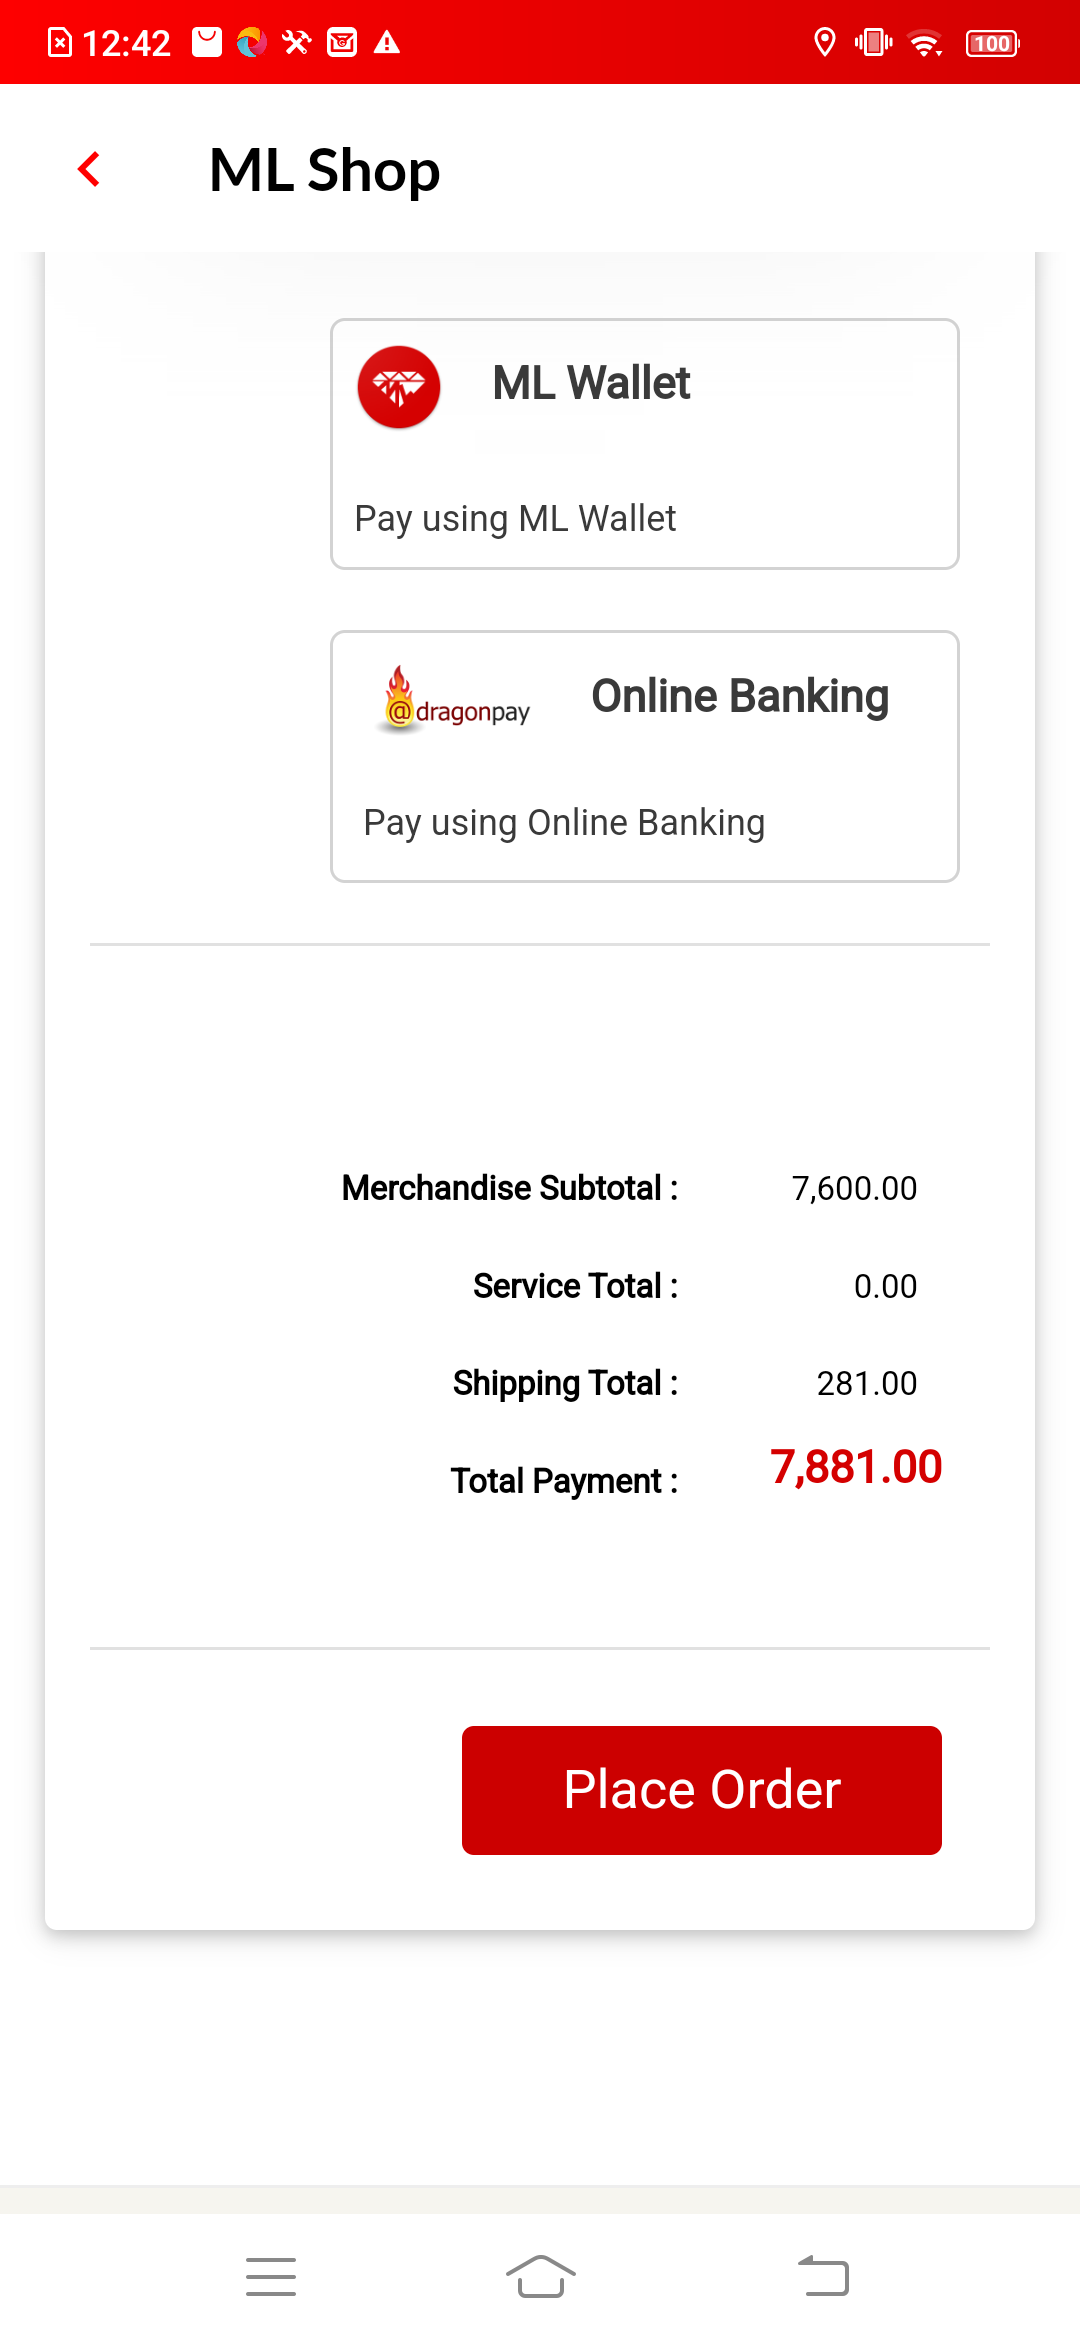 12:42
100
ML Shop
ML Wallet
Pay using ML Wallet
@dragonpay
Online Banking
Pay using Online Banking
Merchandise Subtotal : 7,600.00
Service Total : 0.00
Shipping Total : 281.00
Total Payment : 7,881.00
Place Order